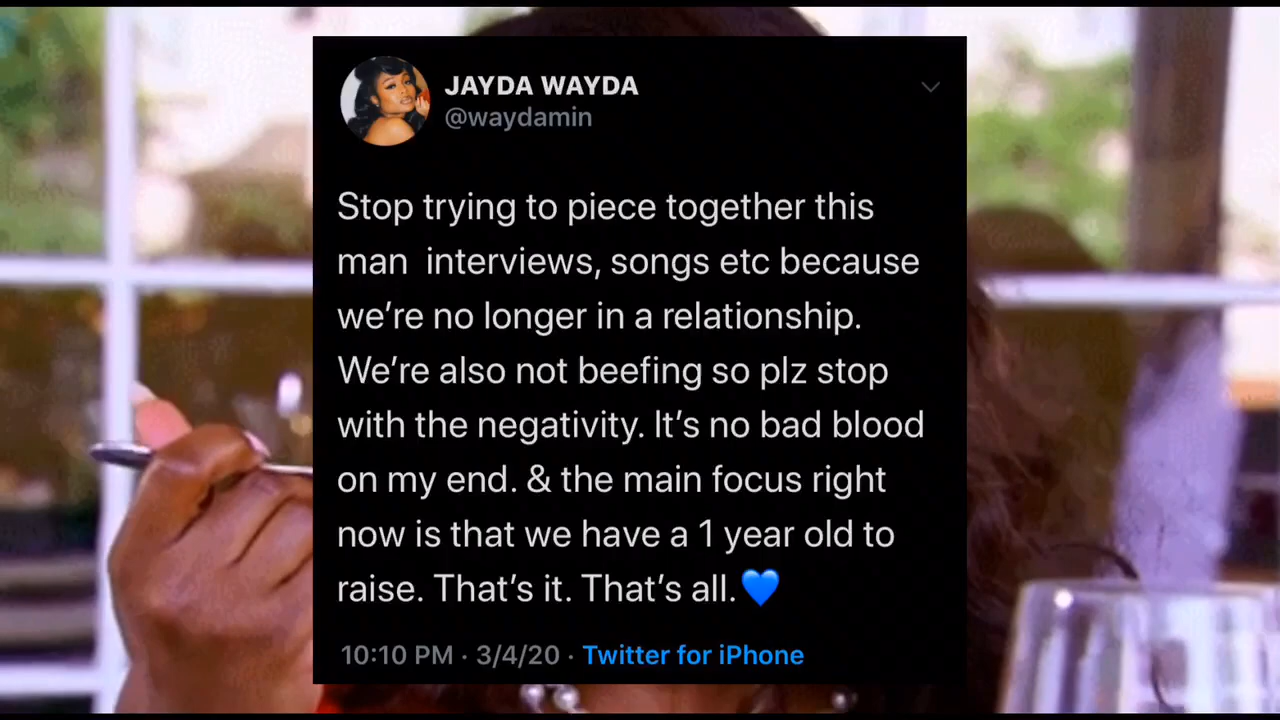 JAYDA WAYDA
@waydamin
Stop trying to piece together this
man  interviews, songs etc because
we’re no longer in a relationship.
We’re also not beefing so plz stop
with the negativity. It’s no bad blood
on my end. & the main focus right
now is that we have a 1 year old to
raise. That’s it. That’s all.💙
10:10 PM · 3/4/20 · Twitter for iPhone